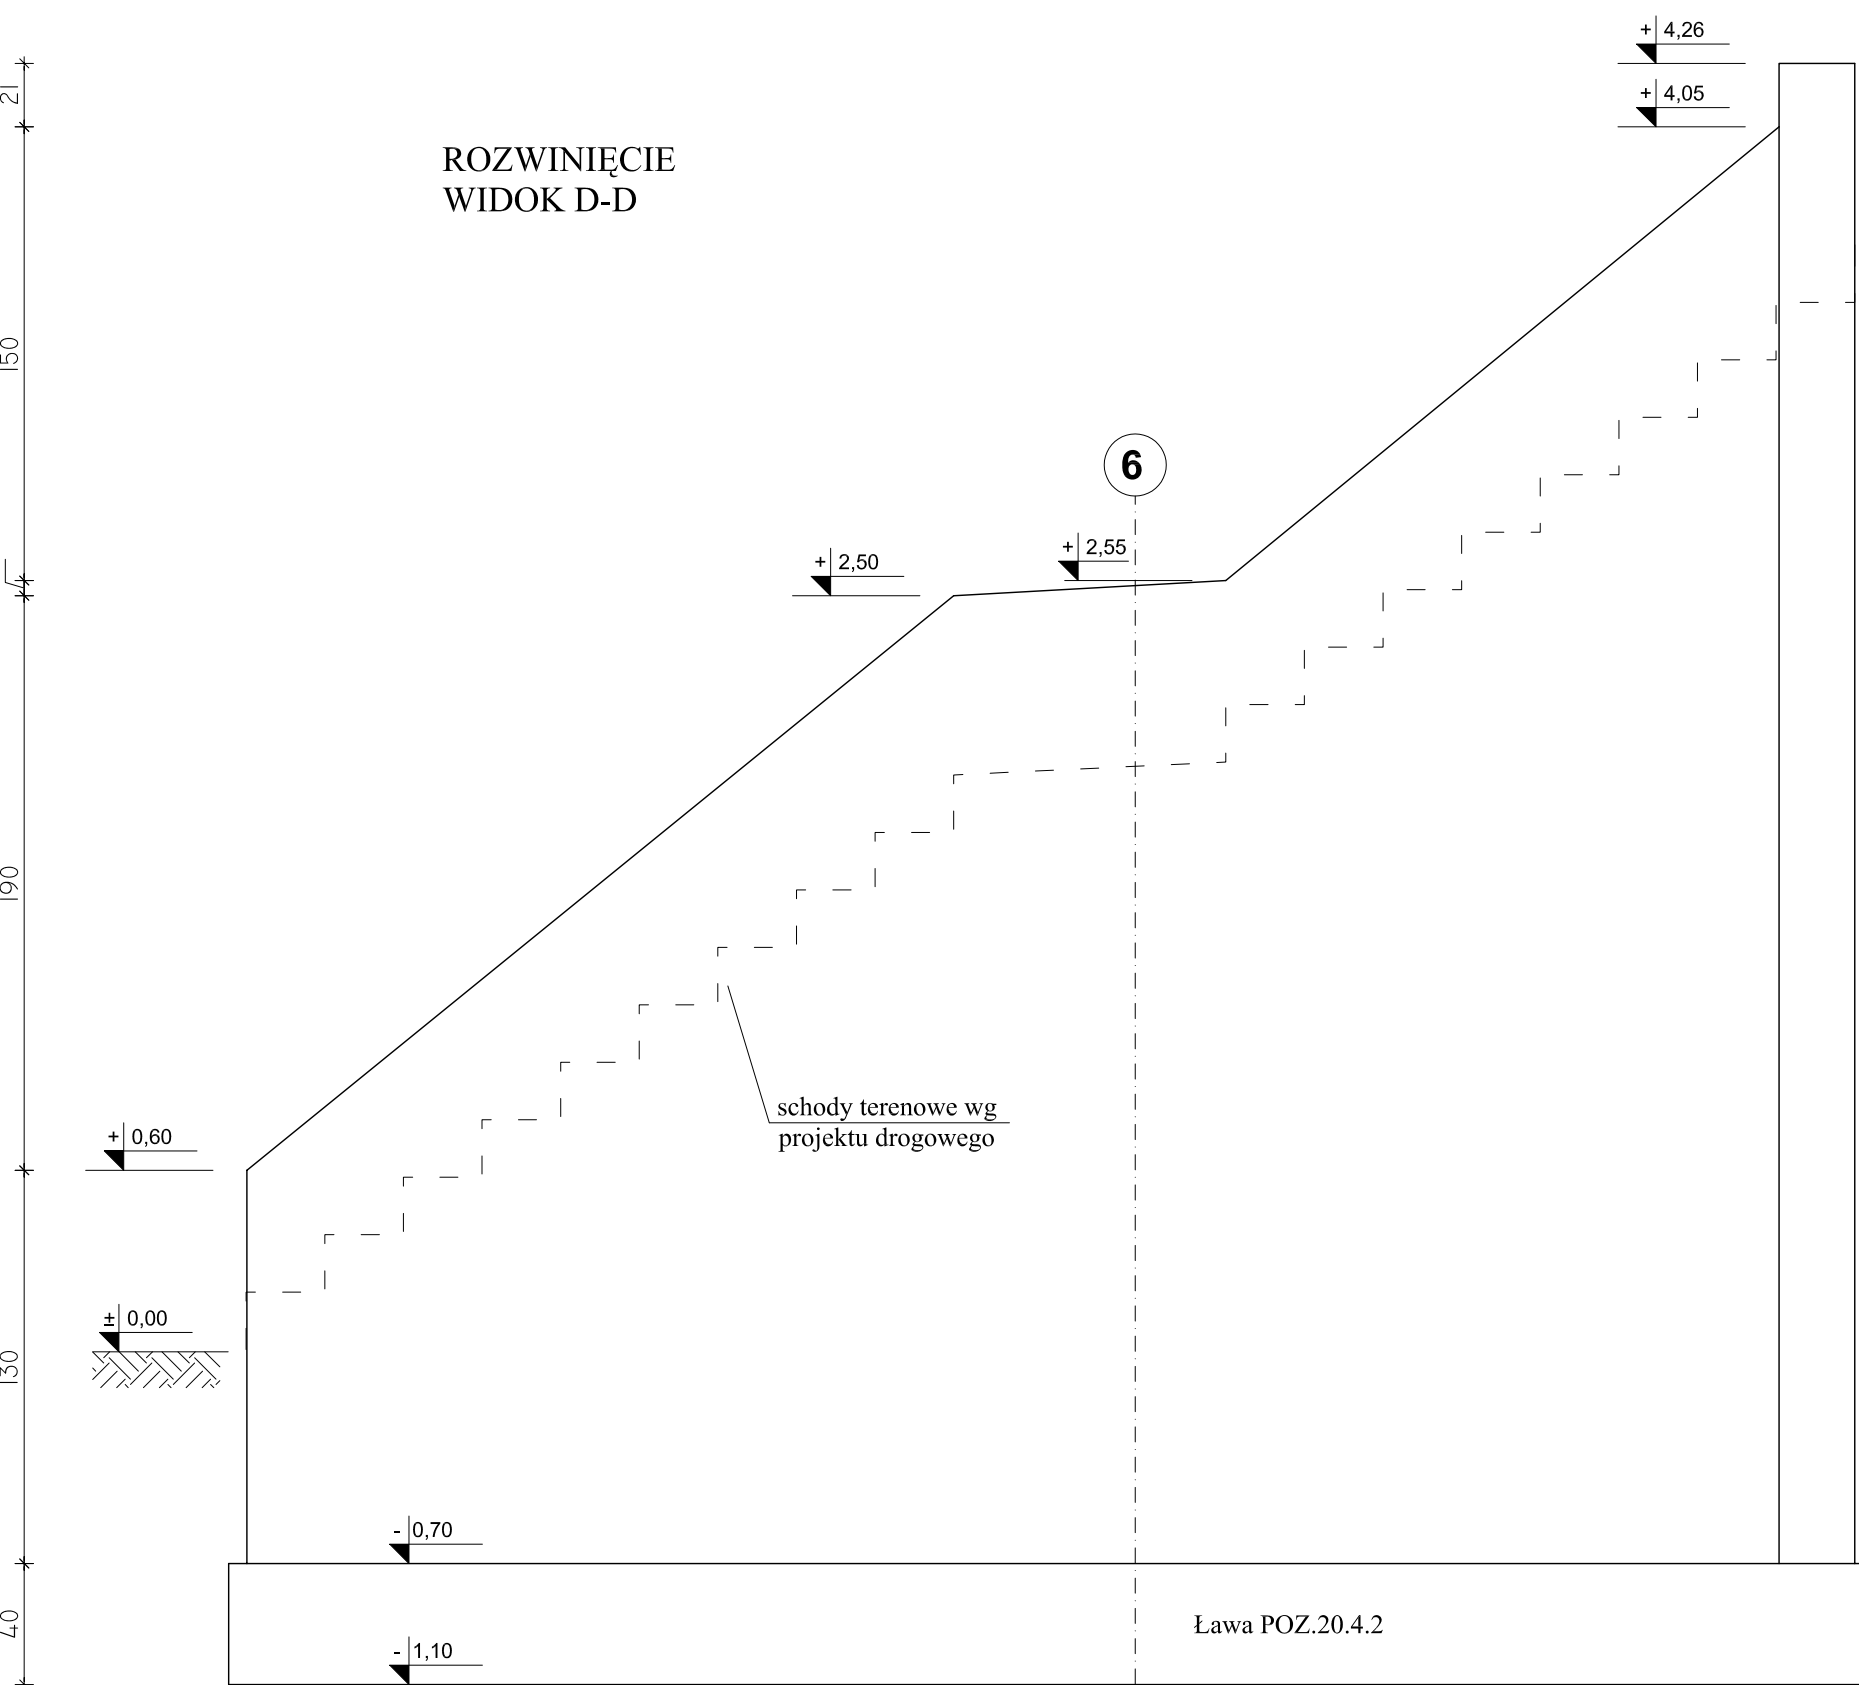 + 4,26
21
+ 4,05
ROZWINIĘCIE
WIDOK D-D
150
6
+ 2,55
+ 2,50
190
schody terenowe wg
projektu drogowego
+ 0,60
± 0,00
130
- 0,70
40
Ława POZ.20.4.2
- 1,10